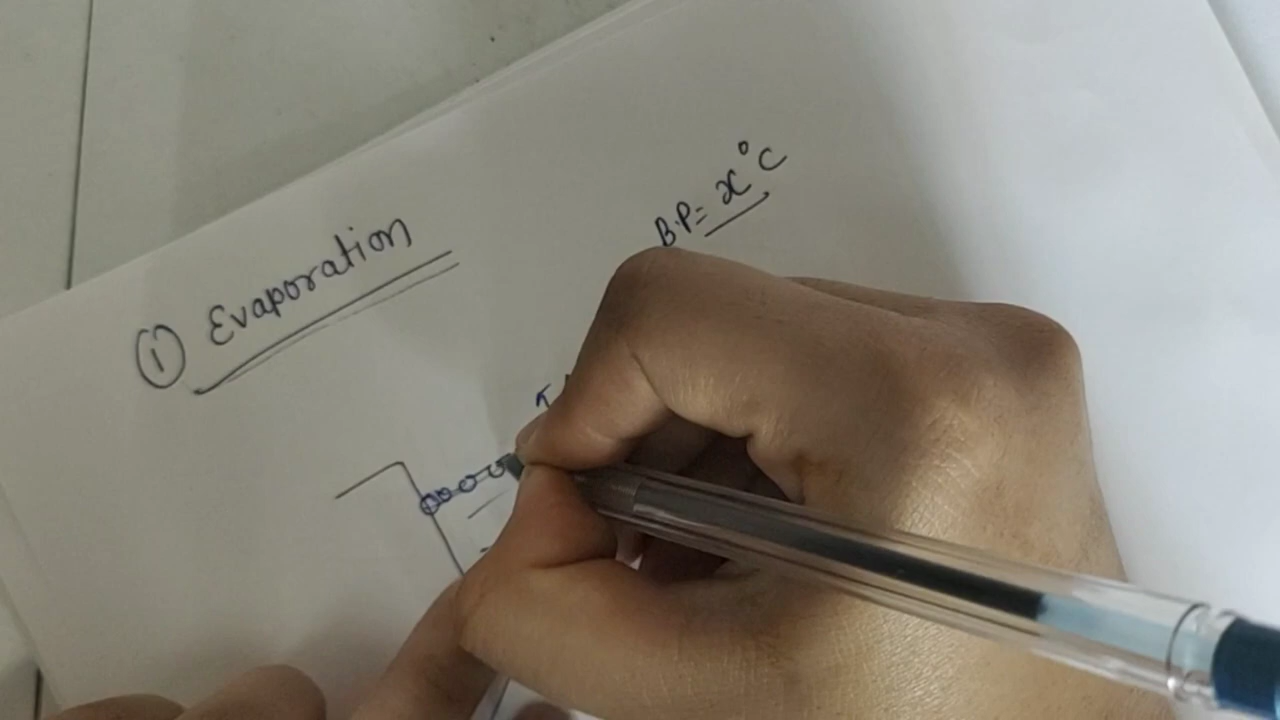 ① Evaporation
B.P= x°C